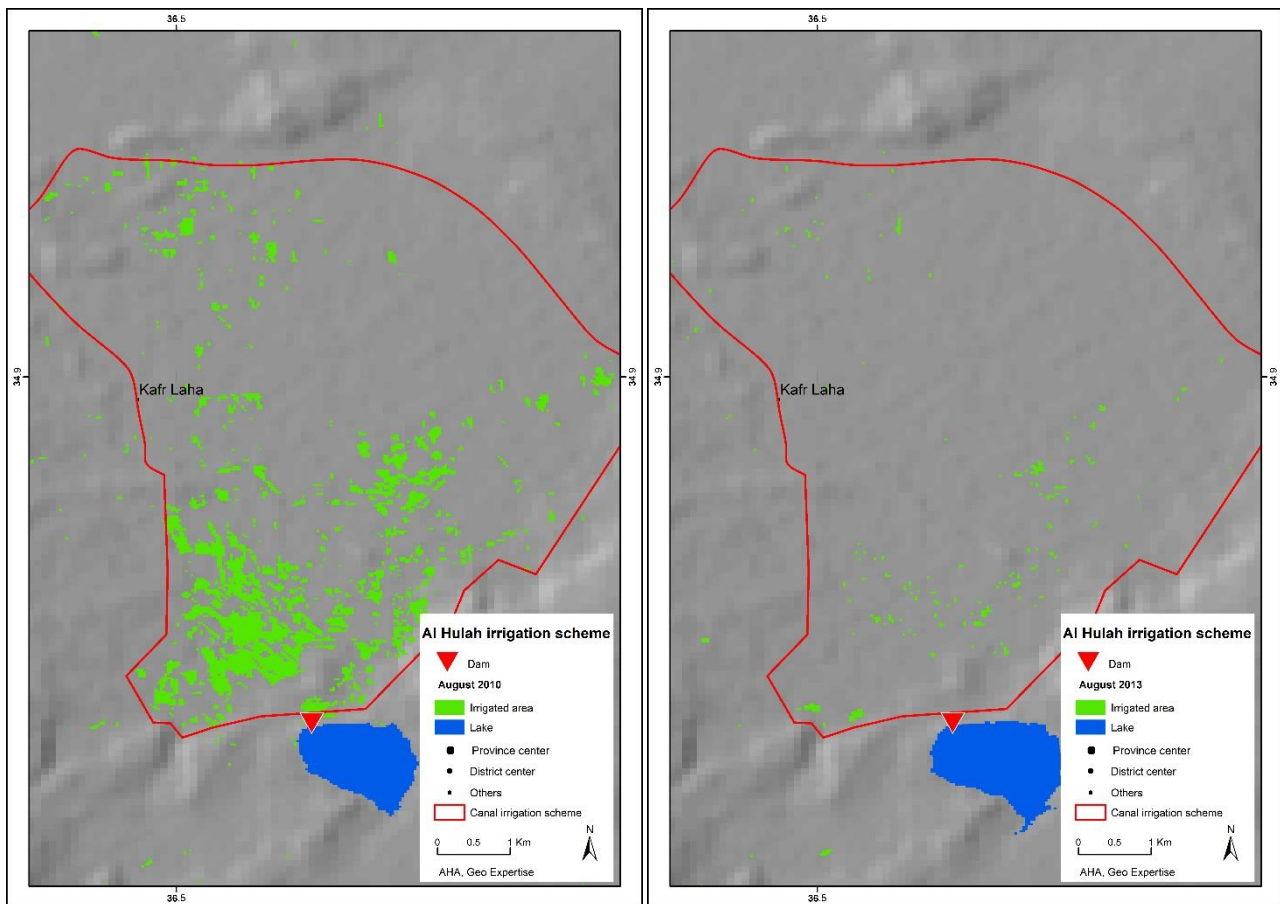 36.5
34.9
34.9
Kafr Laha
Al Hulah irrigation scheme
Dam
August 2010
Irrigated area
Lake
Province center
District center
Others
Canal irrigation scheme
0 0.5 1 Km
N
AHA, Geo Expertise
36.5
36.5
34.9
Kafr Laha
Al Hulah irrigation scheme
Dam
August 2013
Irrigated area
Lake
Province center
District center
Others
Canal irrigation scheme
0 0.5 1 Km
N
AHA, Geo Expertise
36.5